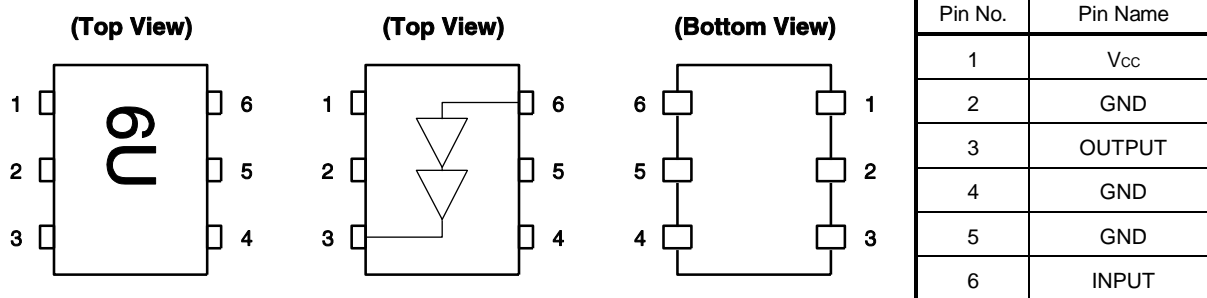 (Top View)
1
2
3
6U
6
5
4
(Top View)
1
2
3
6
5
4
(Bottom View)
6
5
4
1
2
3
Pin No. Pin Name
1 Vcc
2 GND
3 OUTPUT
4 GND
5 GND
6 INPUT